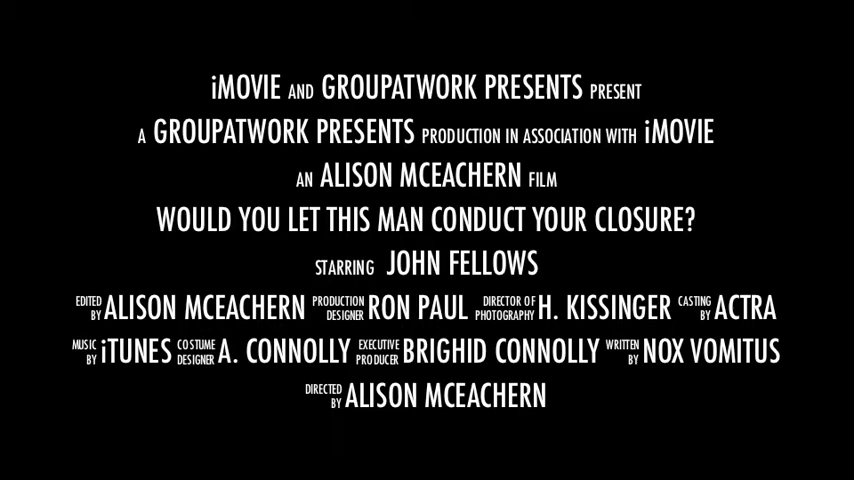 iMOVIE AND GROUPATWORK PRESENTS PRESENT
A GROUPATWORK PRESENTS PRODUCTION IN ASSOCIATION WITH iMOVIE
AN ALISON MCEACHERN FILM
WOULD YOU LET THIS MAN CONDUCT YOUR CLOSURE?
STARRING JOHN FELLOWS
EDITED BY ALISON MCEACHERN PRODUCTION DESIGNER RON PAUL DIRECTOR OF PHOTOGRAPHY H. KISSINGER CASTING BY ACTRA
MUSIC BY iTUNES COSTUME DESIGNER A. CONNOLLY EXECUTIVE PRODUCER BRIGHID CONNOLLY WRITTEN BY NOX VOMITUS
DIRECTED BY ALISON MCEACHERN